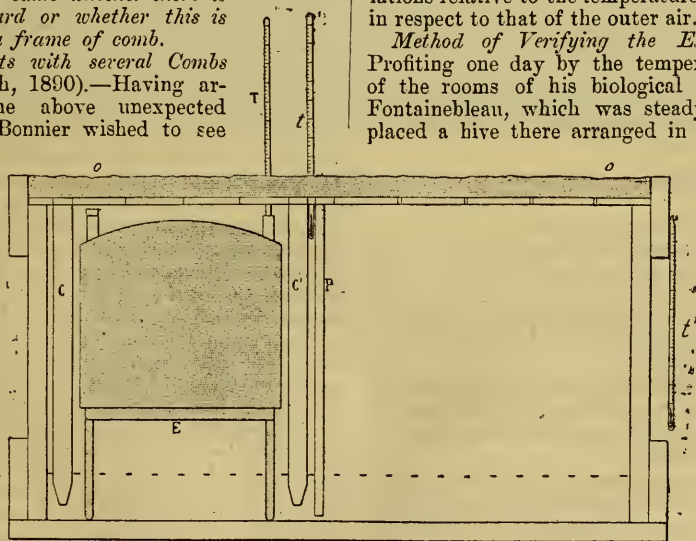 ard or whether this is
a frame of comb.
ts with several Combs
h, 1890).—Having ar-
ne above unexpected
Bonnier wished to see
lations relative to the temperature
in respect to that of the outer air.
Method of Verifying the E
Profiting one day by the temper
of the rooms of his biological
Fontainebleau, which was steady
placed a hive there arranged in
T
t
o
o
C
C'
P
E
t'